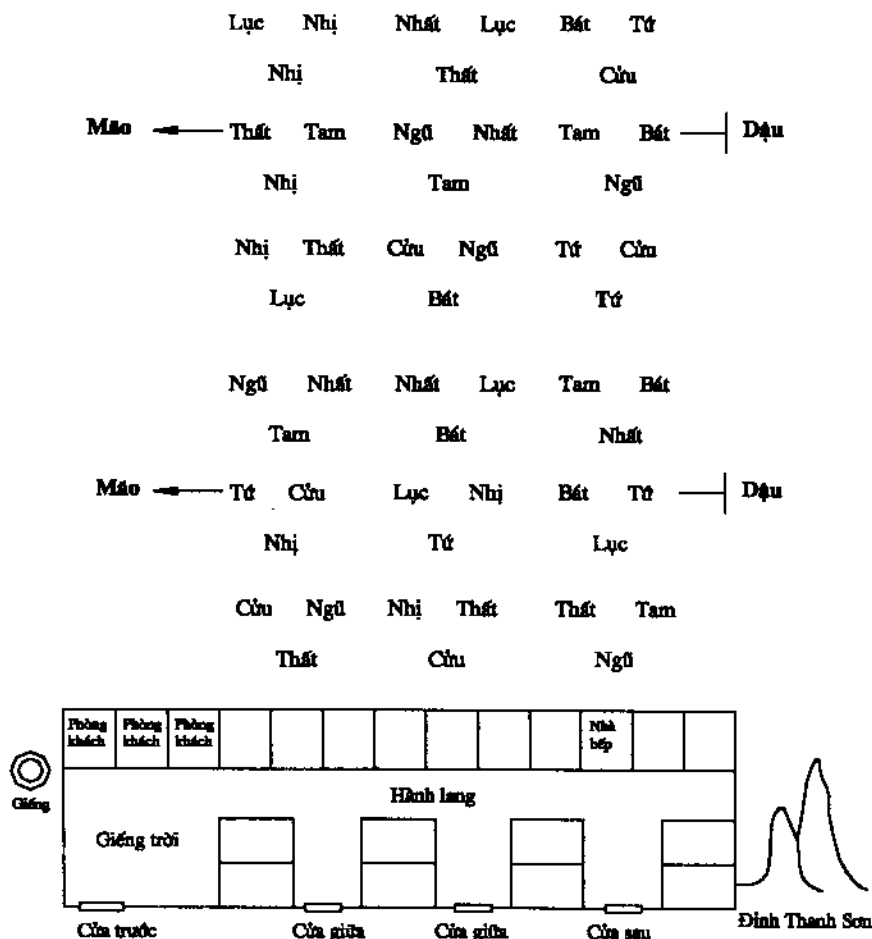 Lục Nhị Nhất Lục Bát Tứ
Nhị Thất Cửu
Mão Thất Tam Ngũ Nhất Tam Bát Dậu
Nhị Tam Ngũ
Nhị Thất Cửu Ngũ Tứ Cửu
Lục Bát Tứ
Ngũ Nhất Nhất Lục Tam Bát
Tam Bát Nhất
Mão Tứ Cửu Lục Nhị Bát Tứ Dậu
Nhị Tứ Lục
Cửu Ngũ Nhị Thất Thất Tam
Thất Cửu Ngũ
Phòng khách
Phòng khách
Phòng khách
Nhà bếp
Giếng
Hành lang
Giếng trời
Cửa trước Cửa giữa Cửa giữa Cửa sau Đỉnh Thanh Sơn